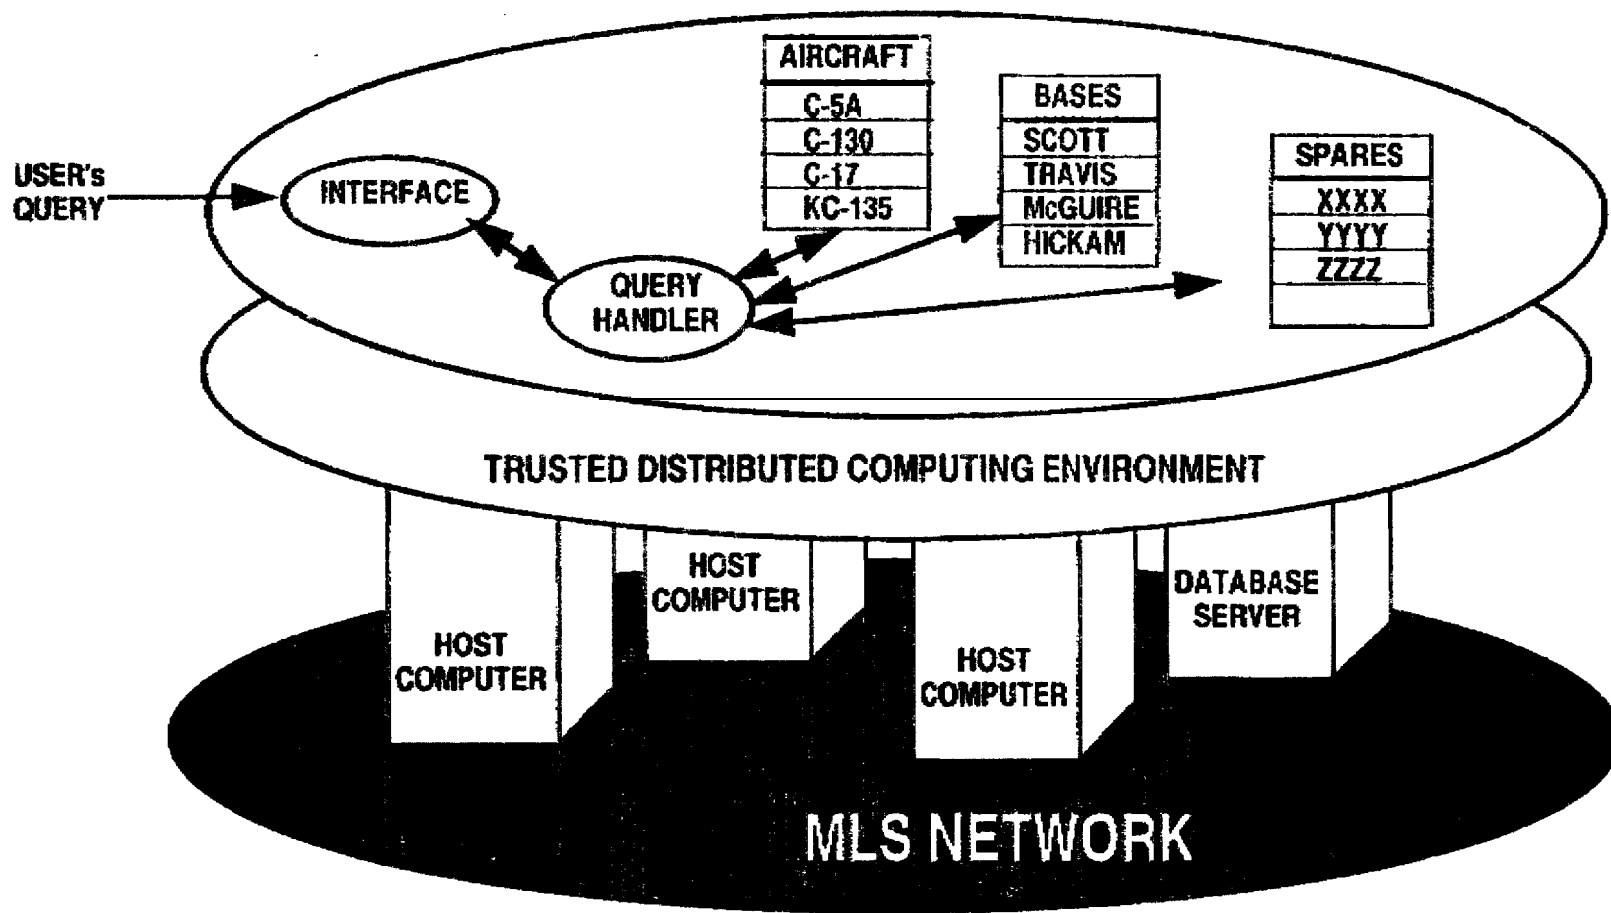 USER's
QUERY
INTERFACE
QUERY
HANDLER
AIRCRAFT
C-5A
C-130
C-17
KC-135
BASES
SCOTT
TRAVIS
McGUIRE
HICKAM
SPARES
XXXX
YYYY
ZZZZ
TRUSTED DISTRIBUTED COMPUTING ENVIRONMENT
HOST
COMPUTER
HOST
COMPUTER
HOST
COMPUTER
DATABASE
SERVER
MLS NETWORK